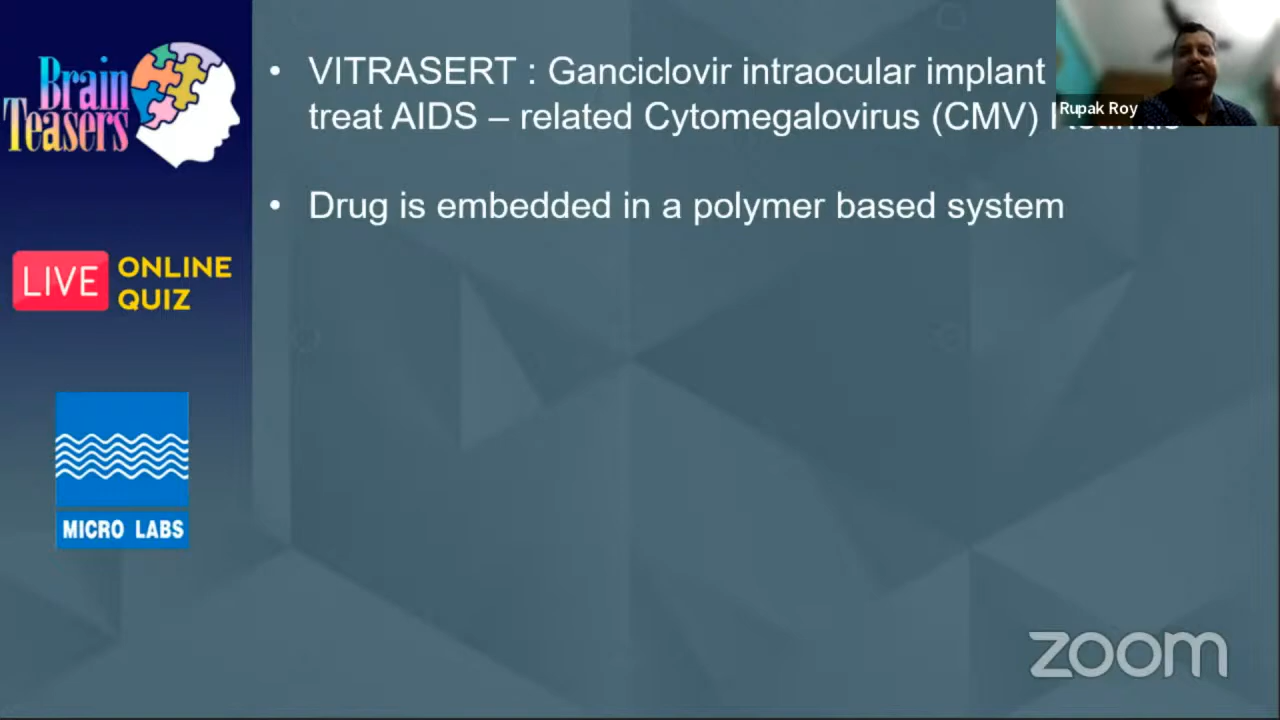 Brain
Teasers
LIVE ONLINE
QUIZ
MICRO LABS
• VITRASERT : Ganciclovir intraocular implant
treat AIDS – related Cytomegalovirus (CMV)
• Drug is embedded in a polymer based system
Rupak Roy
zoom